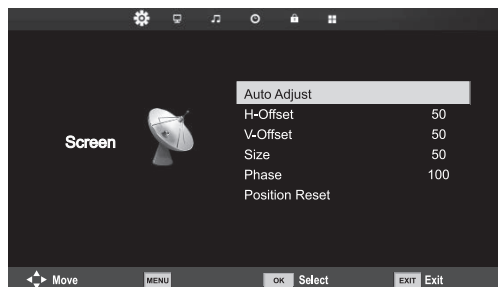 Screen
Auto Adjust
H-Offset 50
V-Offset 50
Size 50
Phase 100
Position Reset
Move MENU OK Select EXIT Exit